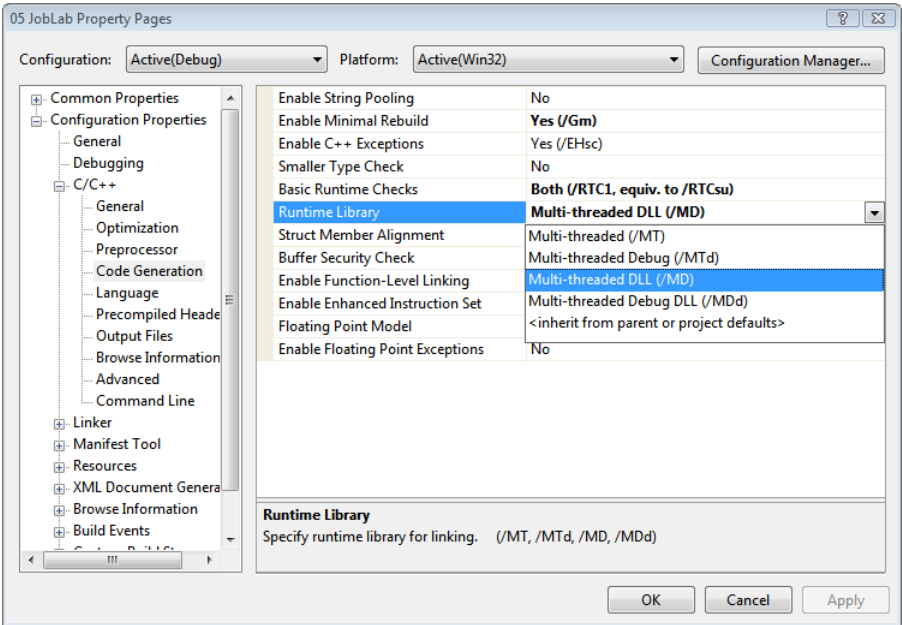 05 JobLab Property Pages
Configuration: Active(Debug) Platform: Active(Win32) Configuration Manager...
Common Properties
Configuration Properties
General
Debugging
C/C++
General
Optimization
Preprocessor
Code Generation
Language
Precompiled Heade
Output Files
Browse Information
Advanced
Command Line
Linker
Manifest Tool
Resources
XML Document Genera
Browse Information
Build Events
Enable String Pooling No
Enable Minimal Rebuild Yes (/Gm)
Enable C++ Exceptions Yes (/EHsc)
Smaller Type Check No
Basic Runtime Checks Both (/RTC1, equiv. to /RTCsu)
Runtime Library Multi-threaded DLL (/MD)
Struct Member Alignment
Buffer Security Check
Enable Function-Level Linking
Enable Enhanced Instruction Set
Floating Point Model
Enable Floating Point Exceptions No
Multi-threaded (/MT)
Multi-threaded Debug (/MTd)
Multi-threaded DLL (/MD)
Multi-threaded Debug DLL (/MDd)
<inherit from parent or project defaults>
Runtime Library
Specify runtime library for linking. (/MT, /MTd, /MD, /MDd)
OK Cancel Apply